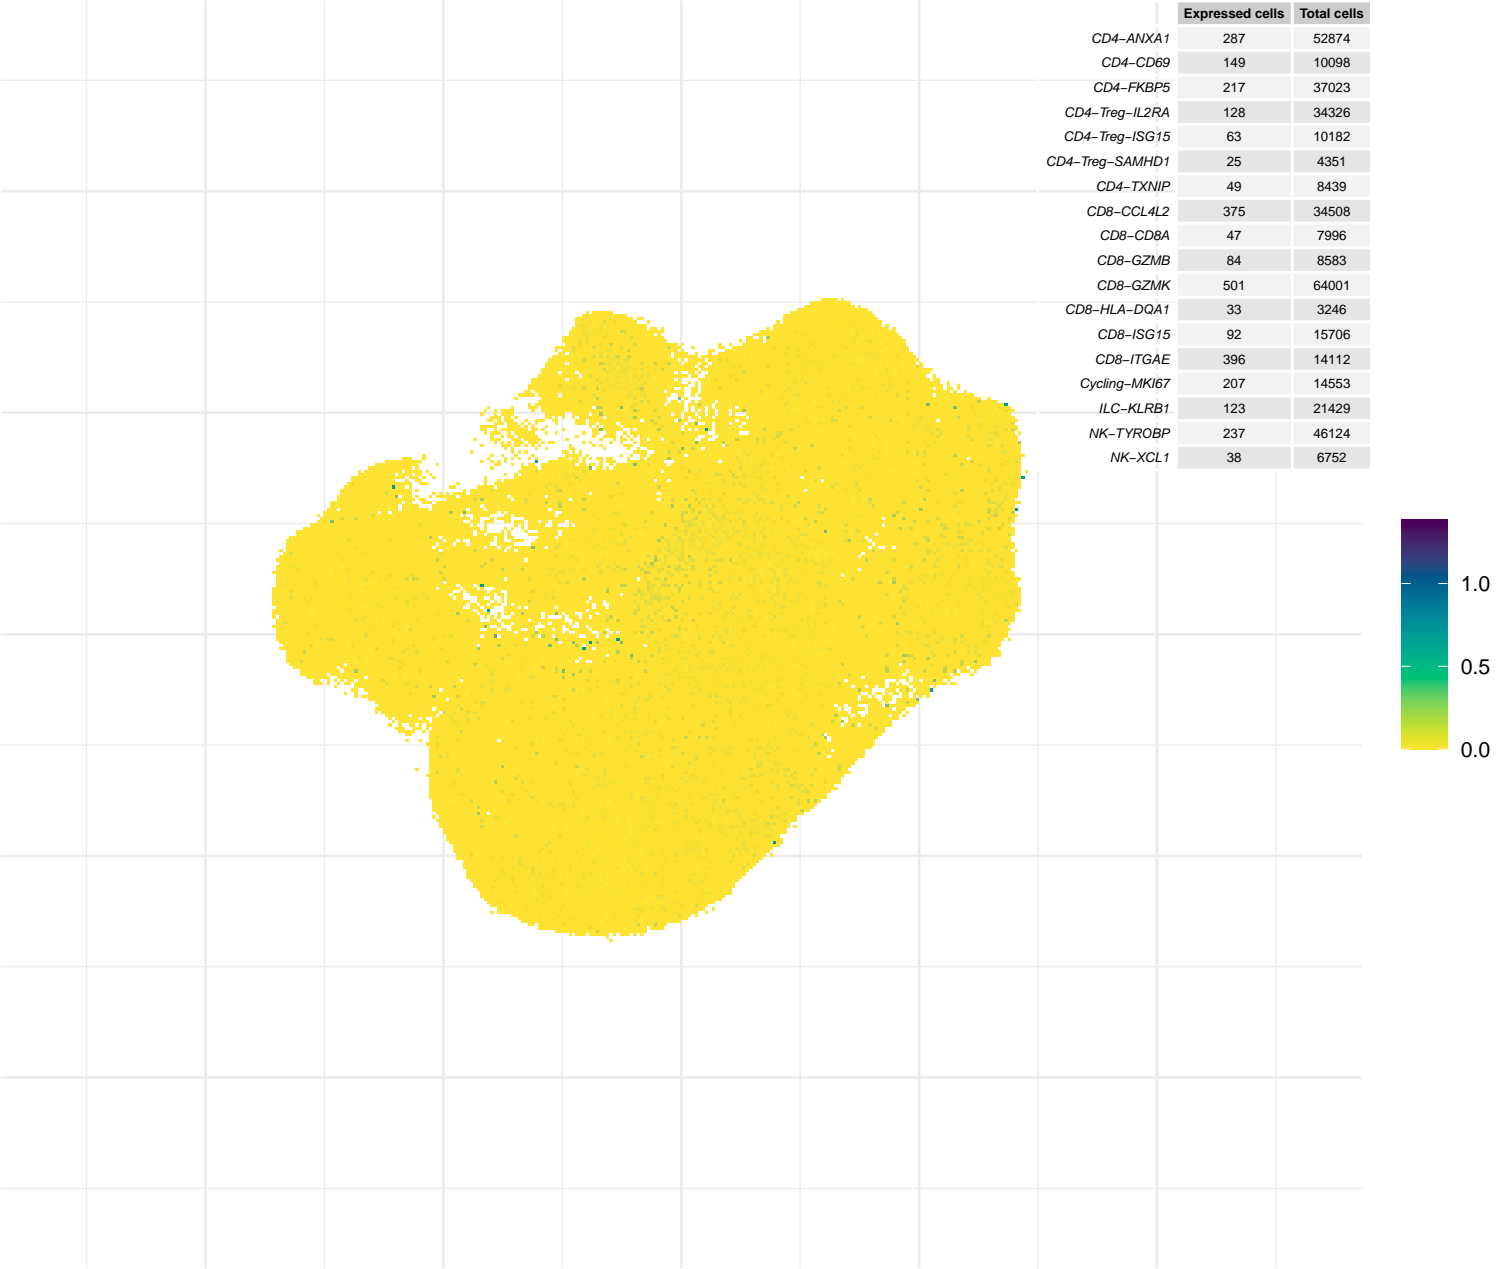 Expressed cells Total cells
CD4−ANXA1 287 52874
CD4−CD69 149 10098
CD4−FKBP5 217 37023
CD4−Treg−IL2RA 128 34326
CD4−Treg−ISG15 63 10182
CD4−Treg−SAMHD1 25 4351
CD4−TXNIP 49 8439
CD8−CCL4L2 375 34508
CD8−CD8A 47 7996
CD8−GZMB 84 8583
CD8−GZMK 501 64001
CD8−HLA−DQA1 33 3246
CD8−ISG15 92 15706
CD8−ITGAE 396 14112
Cycling−MKI67 207 14553
ILC−KLRB1 123 21429
NK−TYROBP 237 46124
NK−XCL1 38 6752
1.0
0.5
0.0